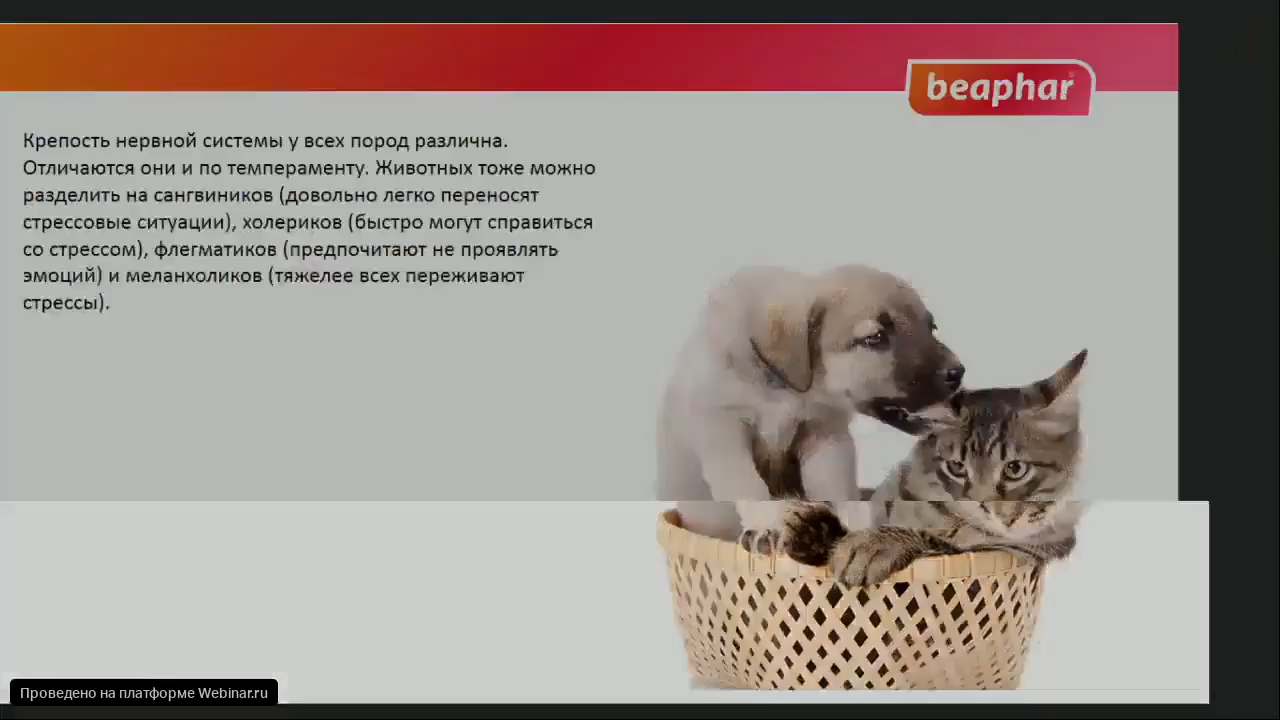 beaphar
Крепость нервной системы у всех пород различна.
Отличаются они и по темпераменту. Животных тоже можно
разделить на сангвиников (довольно легко переносят
стрессовые ситуации), холериков (быстро могут справиться
со стрессом), флегматиков (предпочитают не проявлять
эмоций) и меланхоликов (тяжелее всех переживают
стрессы).
Проведено на платформе Webinar.ru